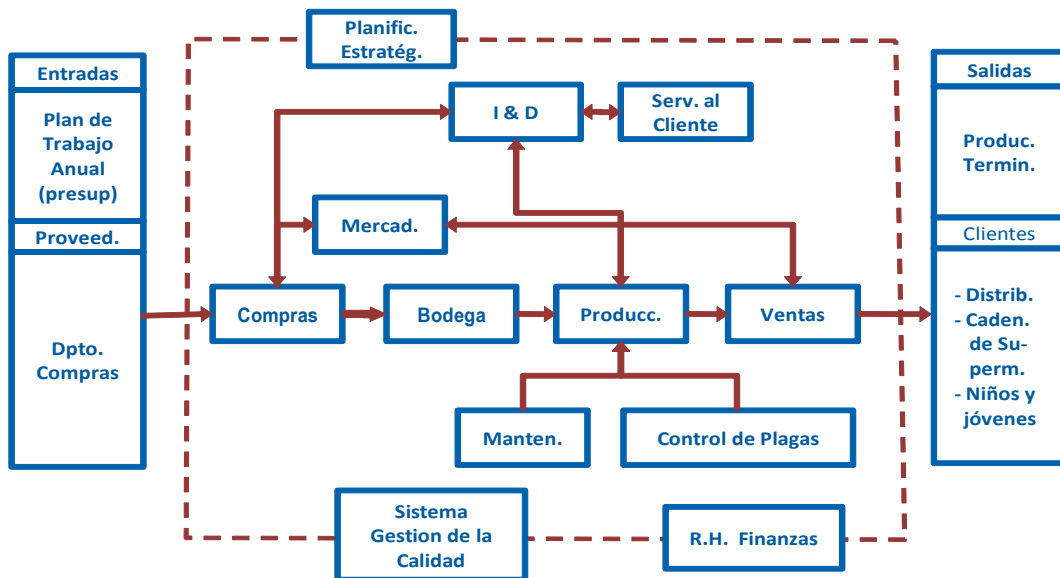 Planific.
Estratég.
Entradas
Plan de
Trabajo
Anual
(presup)
Proveed.
Dpto.
Compras
I & D
Serv. al
Cliente
Mercad.
Compras
Bodega
Producc.
Ventas
Manten.
Control de Plagas
Sistema
Gestion de la
Calidad
R.H. Finanzas
Salidas
Produc.
Termin.
Clientes
- Distrib.
- Caden.
de Su-
perm.
- Niños y
jóvenes